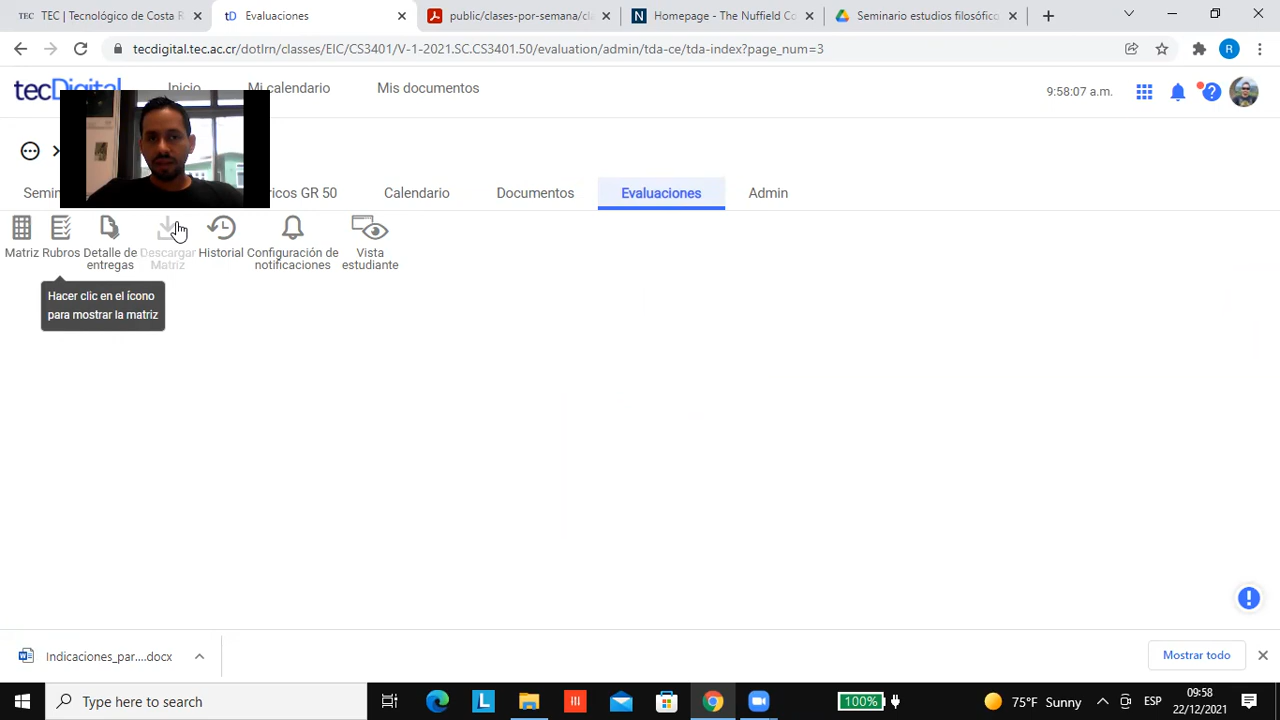 TEC | Tecnológico de Costa R
Evaluaciones
public/clases-por-semana/cla
Homepage - The Nuffield Co
Seminario estudios filosófico
tecdigital.tec.ac.cr/dotlrn/classes/EIC/CS3401/V-1-2021.SC.CS3401.50/evaluation/admin/tda-ce/tda-index?page_num=3
R
tecDigital
Inicio
Mi calendario
Mis documentos
9:58:07 a.m.
ricos GR 50
Calendario
Documentos
Evaluaciones
Admin
Matriz
Rubros
Detalle de
entregas
Descargar
Matriz
Historial
Configuración de
notificaciones
Vista
estudiante
Hacer clic en el ícono
para mostrar la matriz
Indicaciones_par....docx
Mostrar todo
Type here to search
100%
75°F Sunny
ESP
09:58
22/12/2021